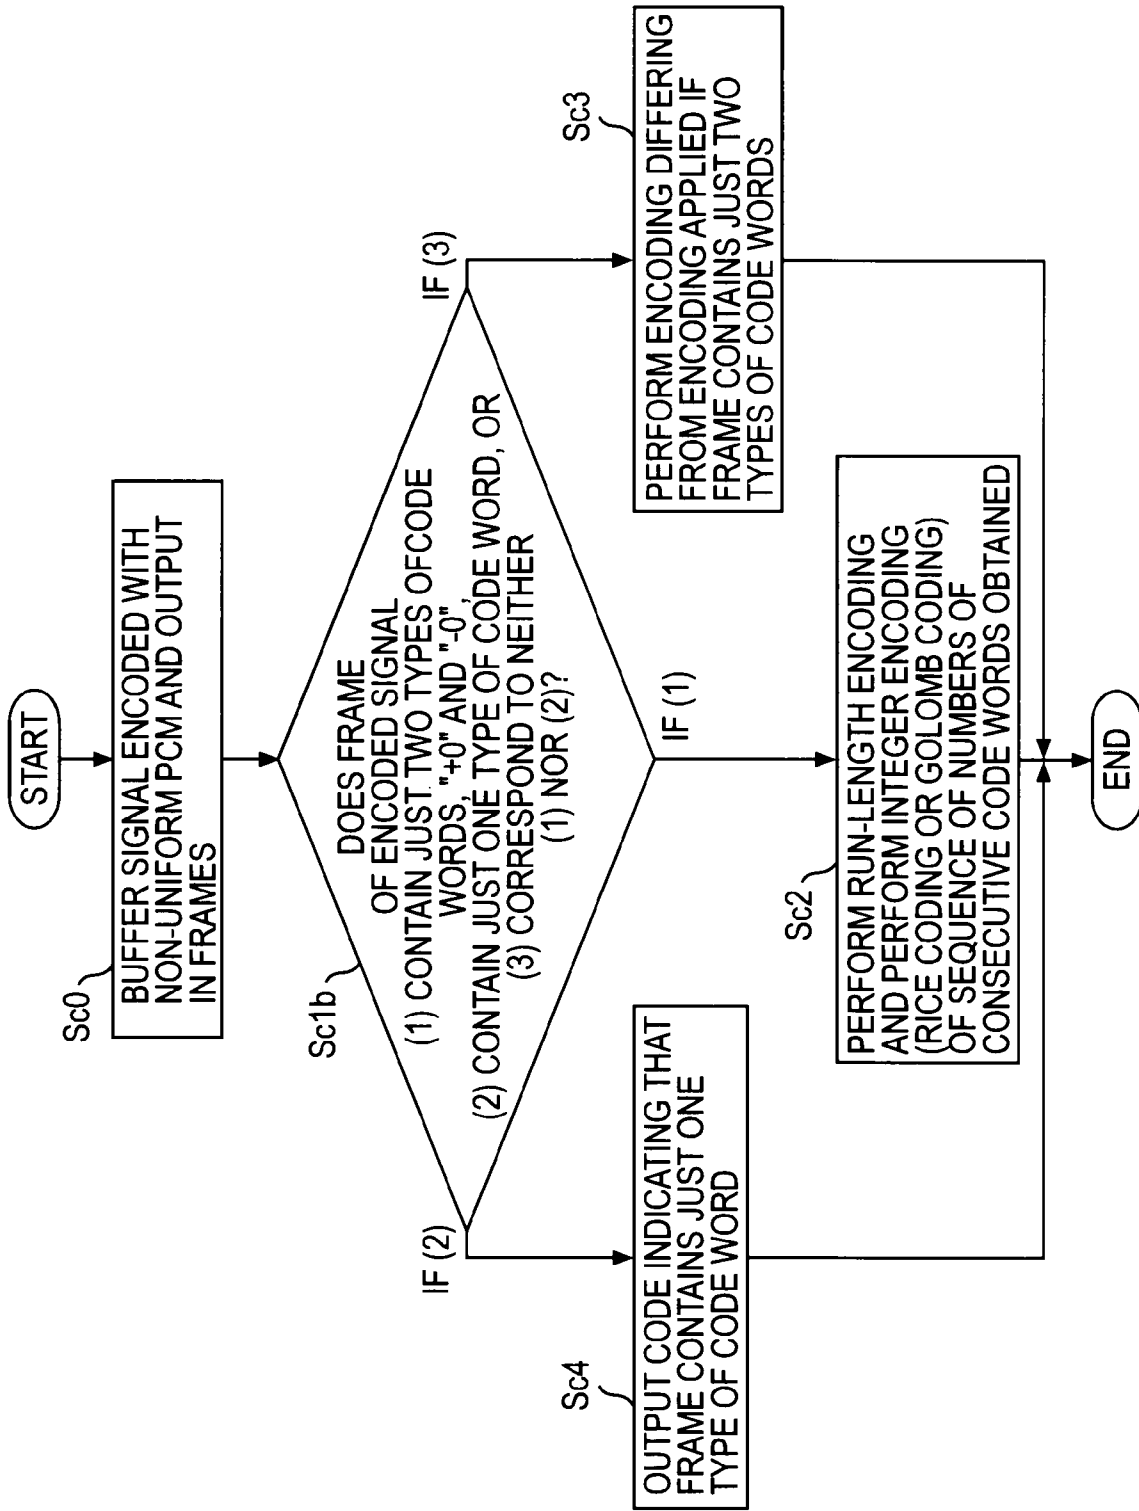 START
Sc0
BUFFER SIGNAL ENCODED WITH
NON-UNIFORM PCM AND OUTPUT
IN FRAMES
Sc1b
DOES FRAME
OF ENCODED SIGNAL
(1) CONTAIN JUST TWO TYPES OFCODE
WORDS, "+0" AND "-0",
(2) CONTAIN JUST ONE TYPE OF CODE WORD, OR
(3) CORRESPOND TO NEITHER
(1) NOR (2)?
IF (2)
IF (1)
IF (3)
Sc4
OUTPUT CODE INDICATING THAT
FRAME CONTAINS JUST ONE
TYPE OF CODE WORD
Sc2
PERFORM RUN-LENGTH ENCODING
AND PERFORM INTEGER ENCODING
(RICE CODING OR GOLOMB CODING)
OF SEQUENCE OF NUMBERS OF
CONSECUTIVE CODE WORDS OBTAINED
Sc3
PERFORM ENCODING DIFFERING
FROM ENCODING APPLIED IF
FRAME CONTAINS JUST TWO
TYPES OF CODE WORDS
END